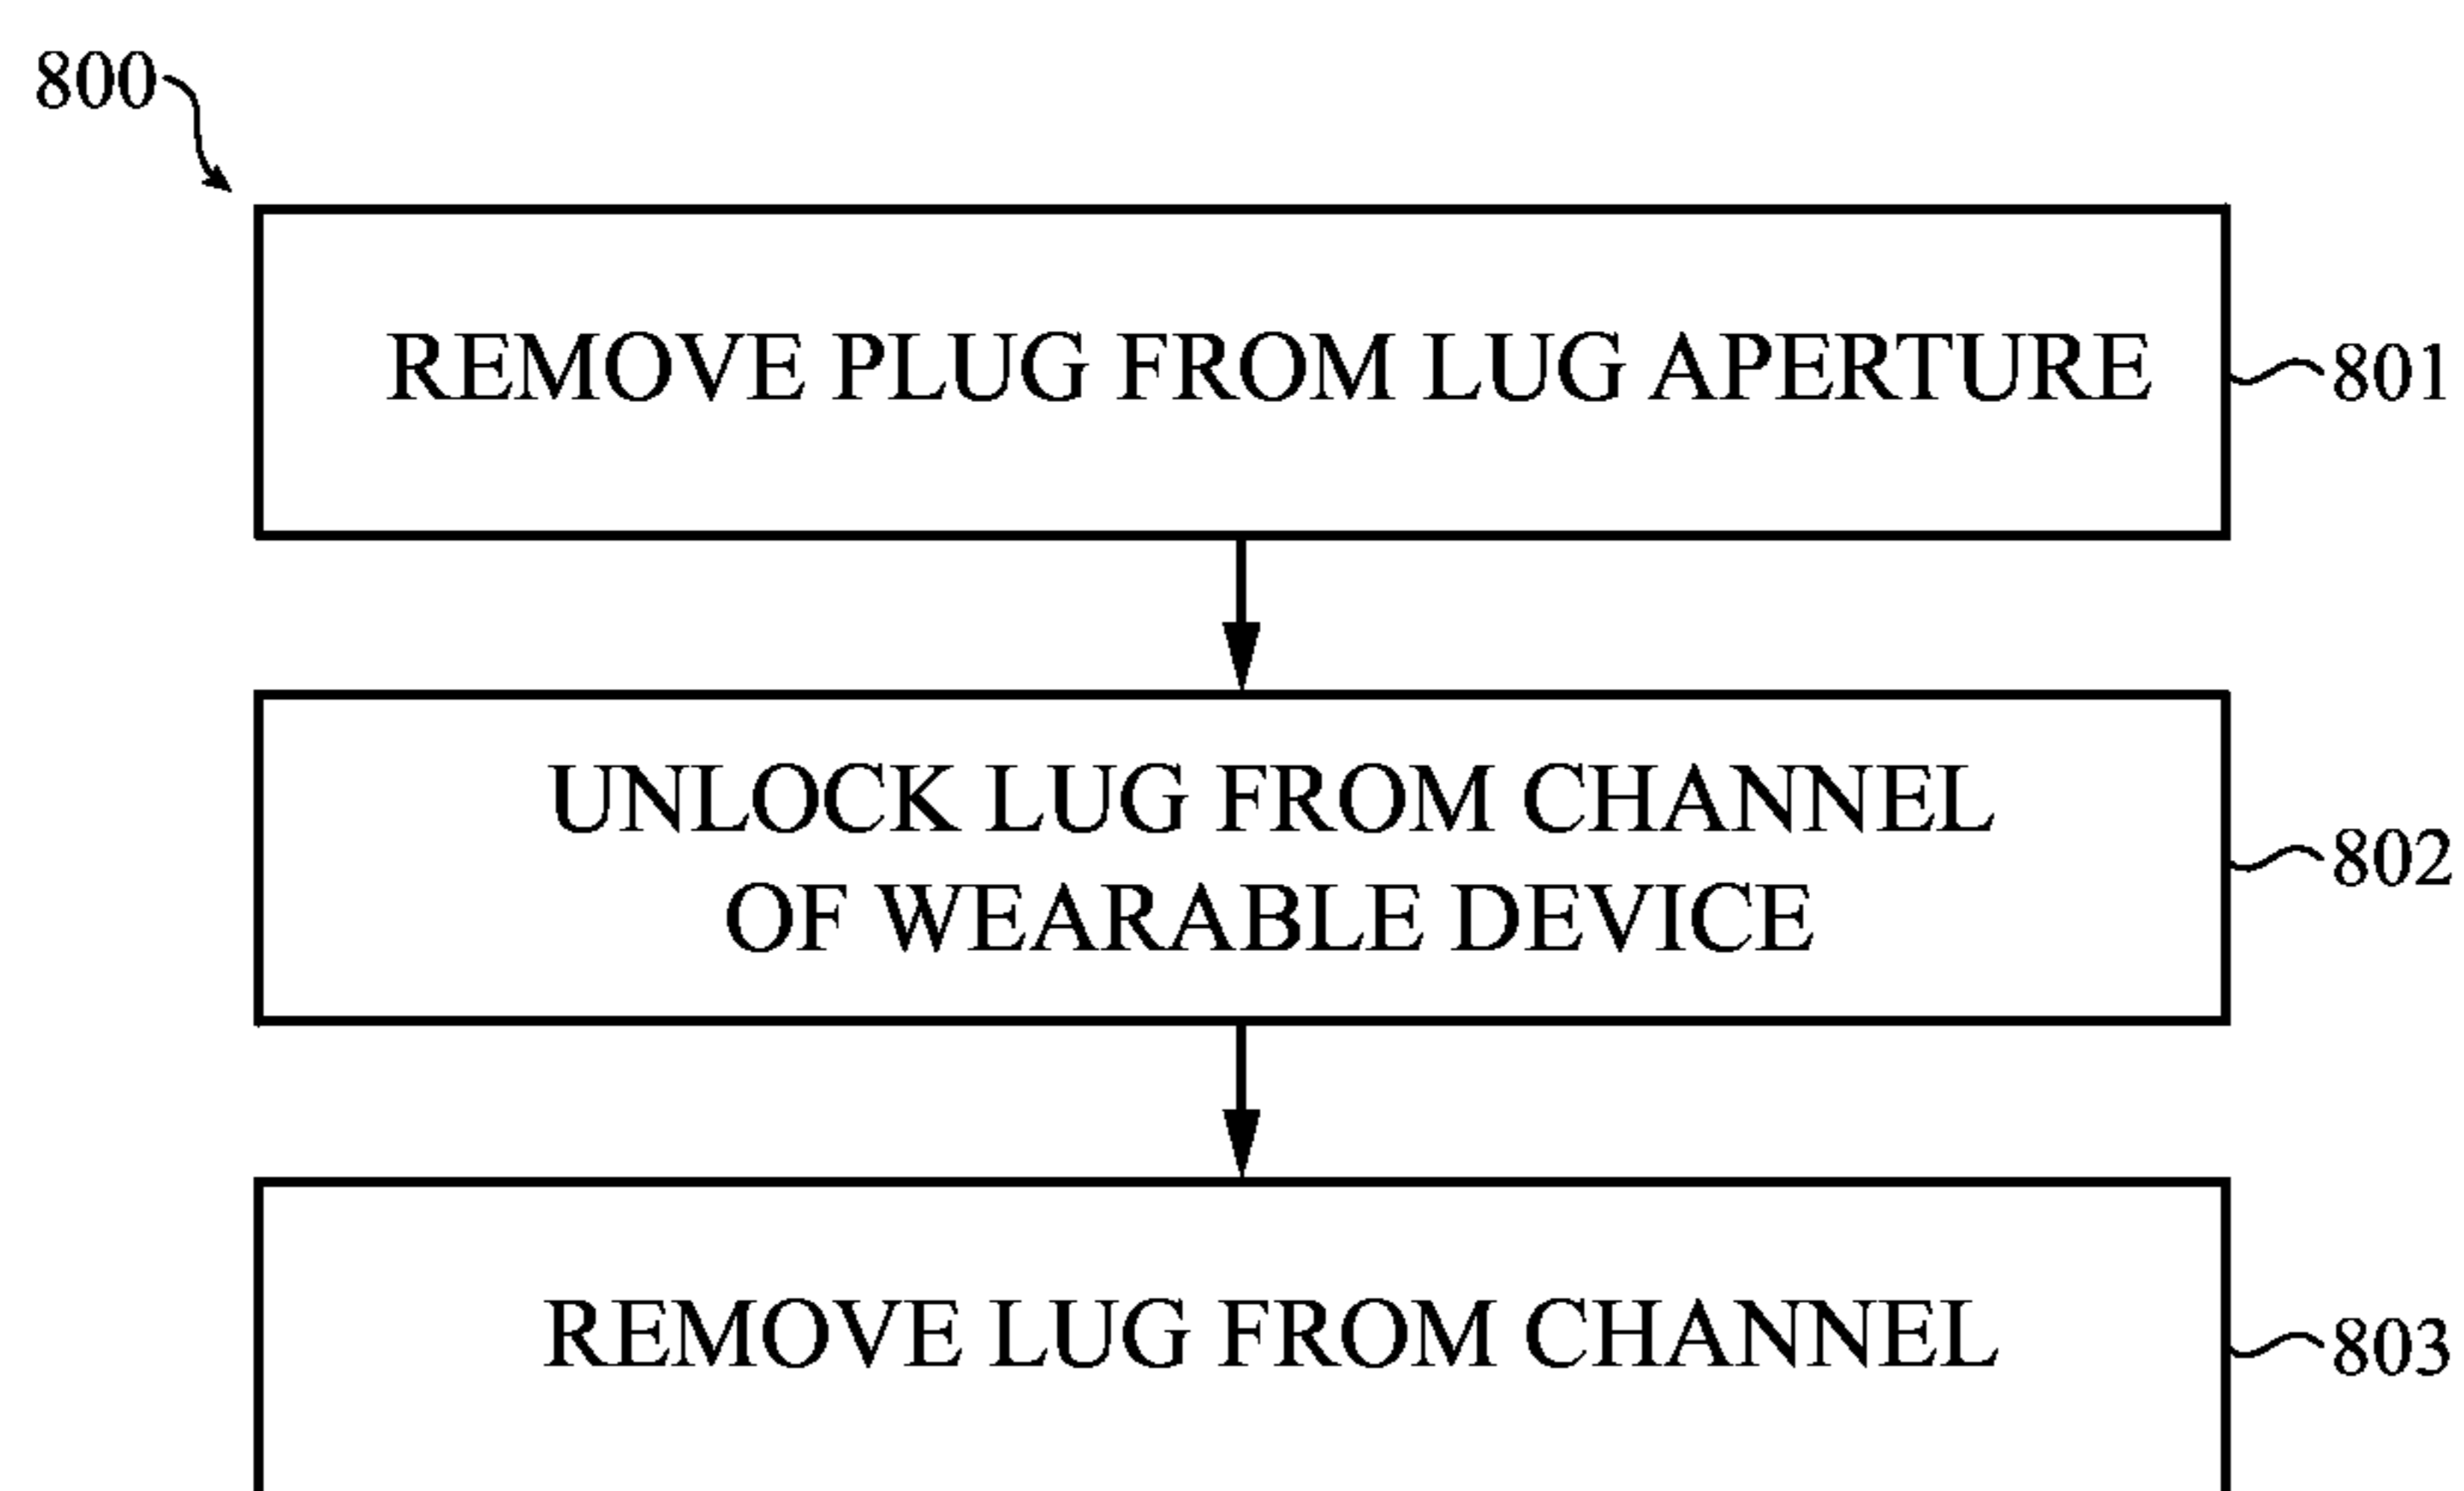 800
REMOVE PLUG FROM LUG APERTURE
801
UNLOCK LUG FROM CHANNEL
OF WEARABLE DEVICE
802
REMOVE LUG FROM CHANNEL
803